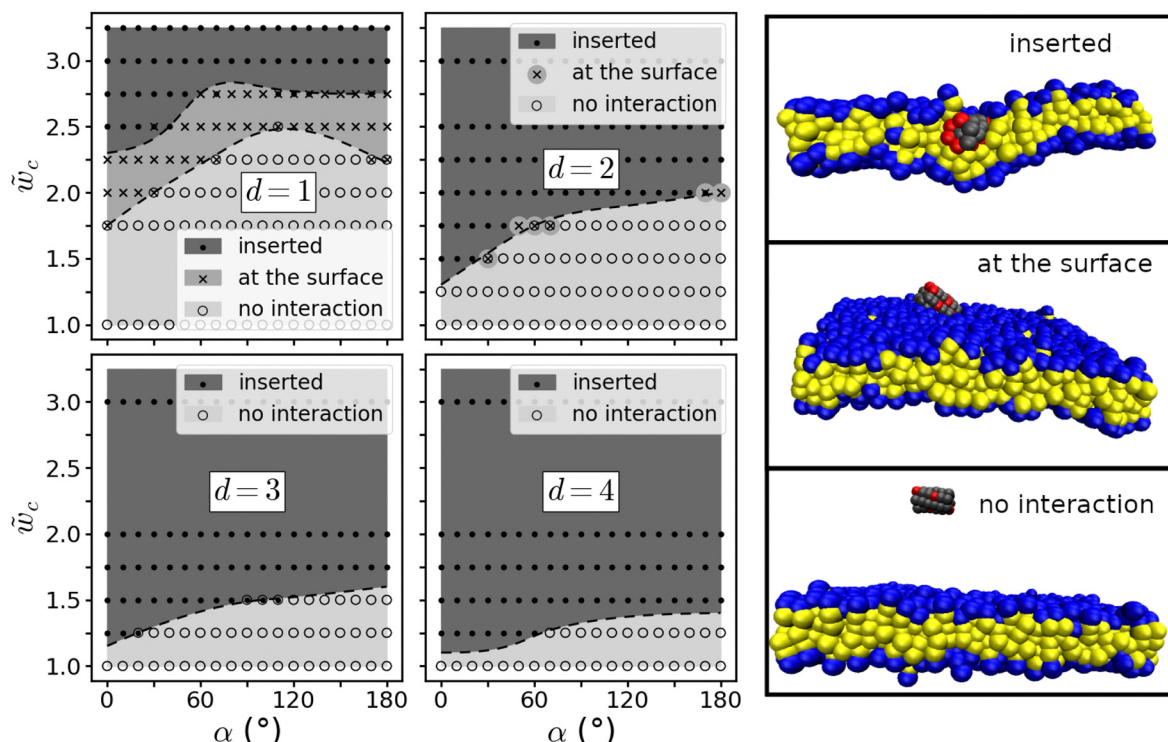 w̃_c
3.0
2.5
2.0
1.5
1.0
d = 1
inserted
at the surface
no interaction
inserted
at the surface
no interaction
d = 2
w̃_c
3.0
2.5
2.0
1.5
1.0
inserted
no interaction
d = 3
0
60
120
180
α (°)
inserted
no interaction
d = 4
0
60
120
180
α (°)
inserted
at the surface
no interaction